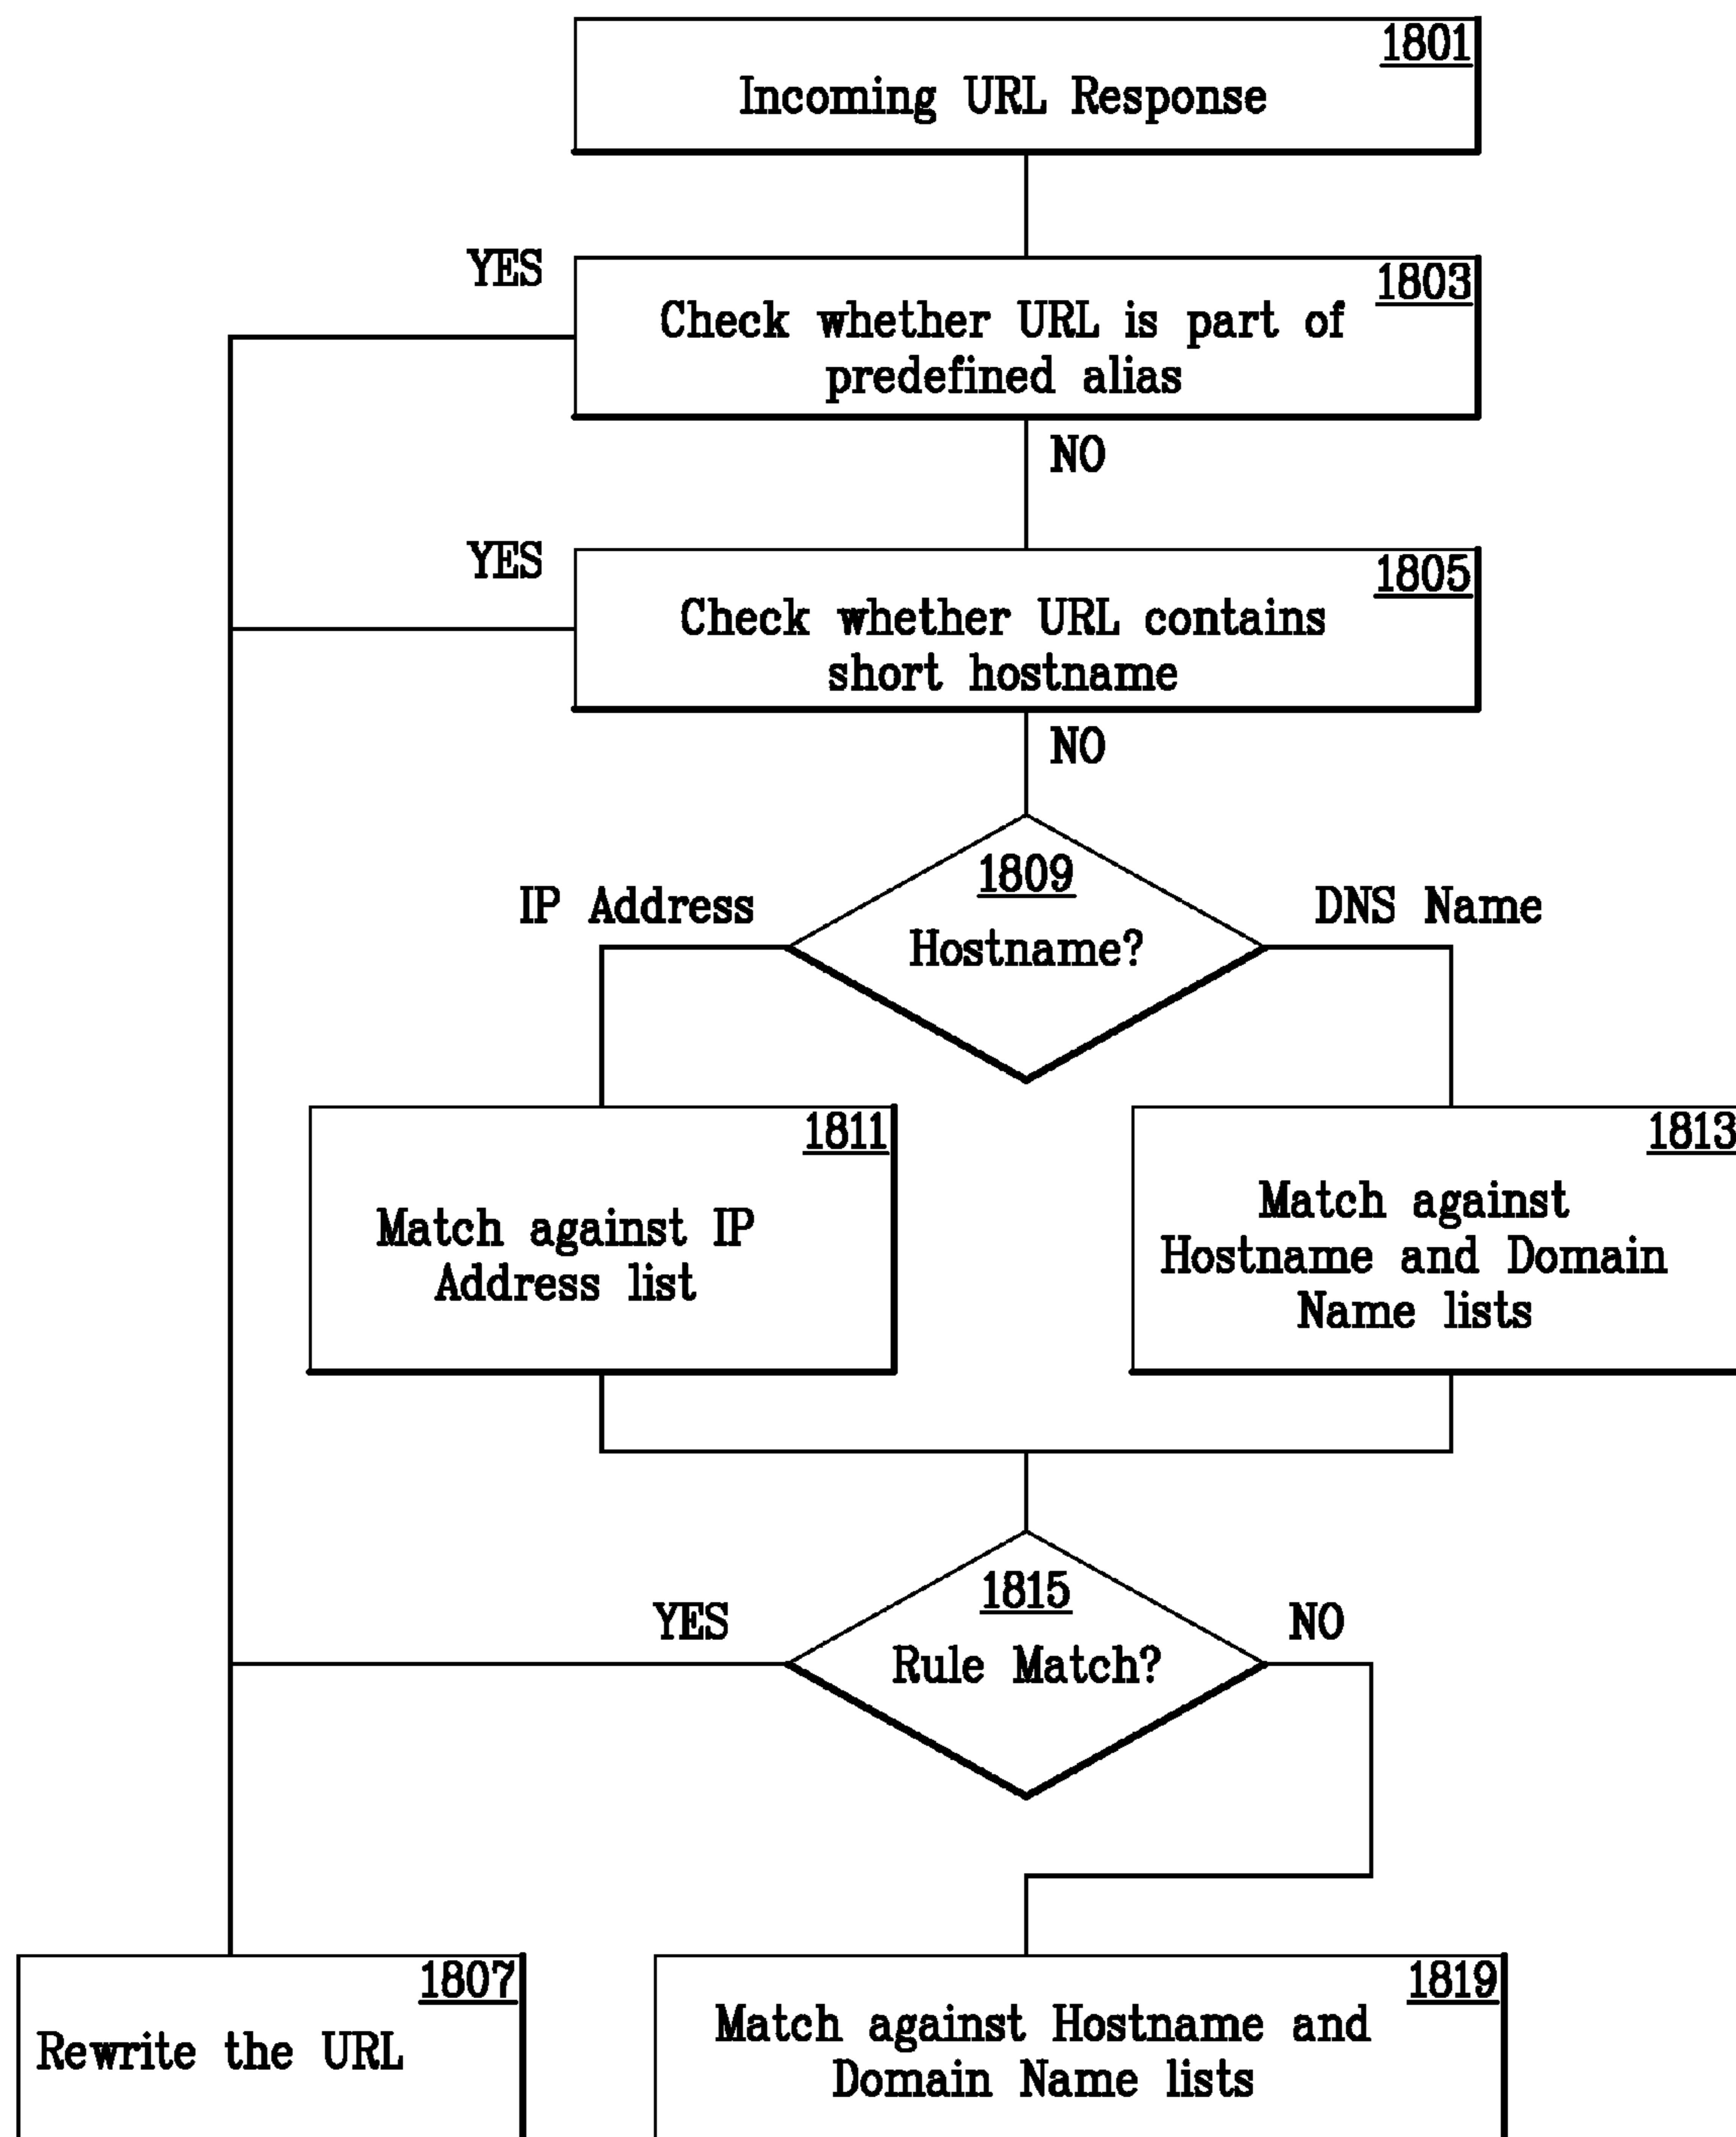 1801
Incoming URL Response
YES
1803
Check whether URL is part of
predefined alias
NO
YES
1805
Check whether URL contains
short hostname
NO
1809
Hostname?
IP Address
DNS Name
1811
Match against IP
Address list
1813
Match against
Hostname and Domain
Name lists
1815
Rule Match?
YES
NO
1807
Rewrite the URL
1819
Match against Hostname and
Domain Name lists